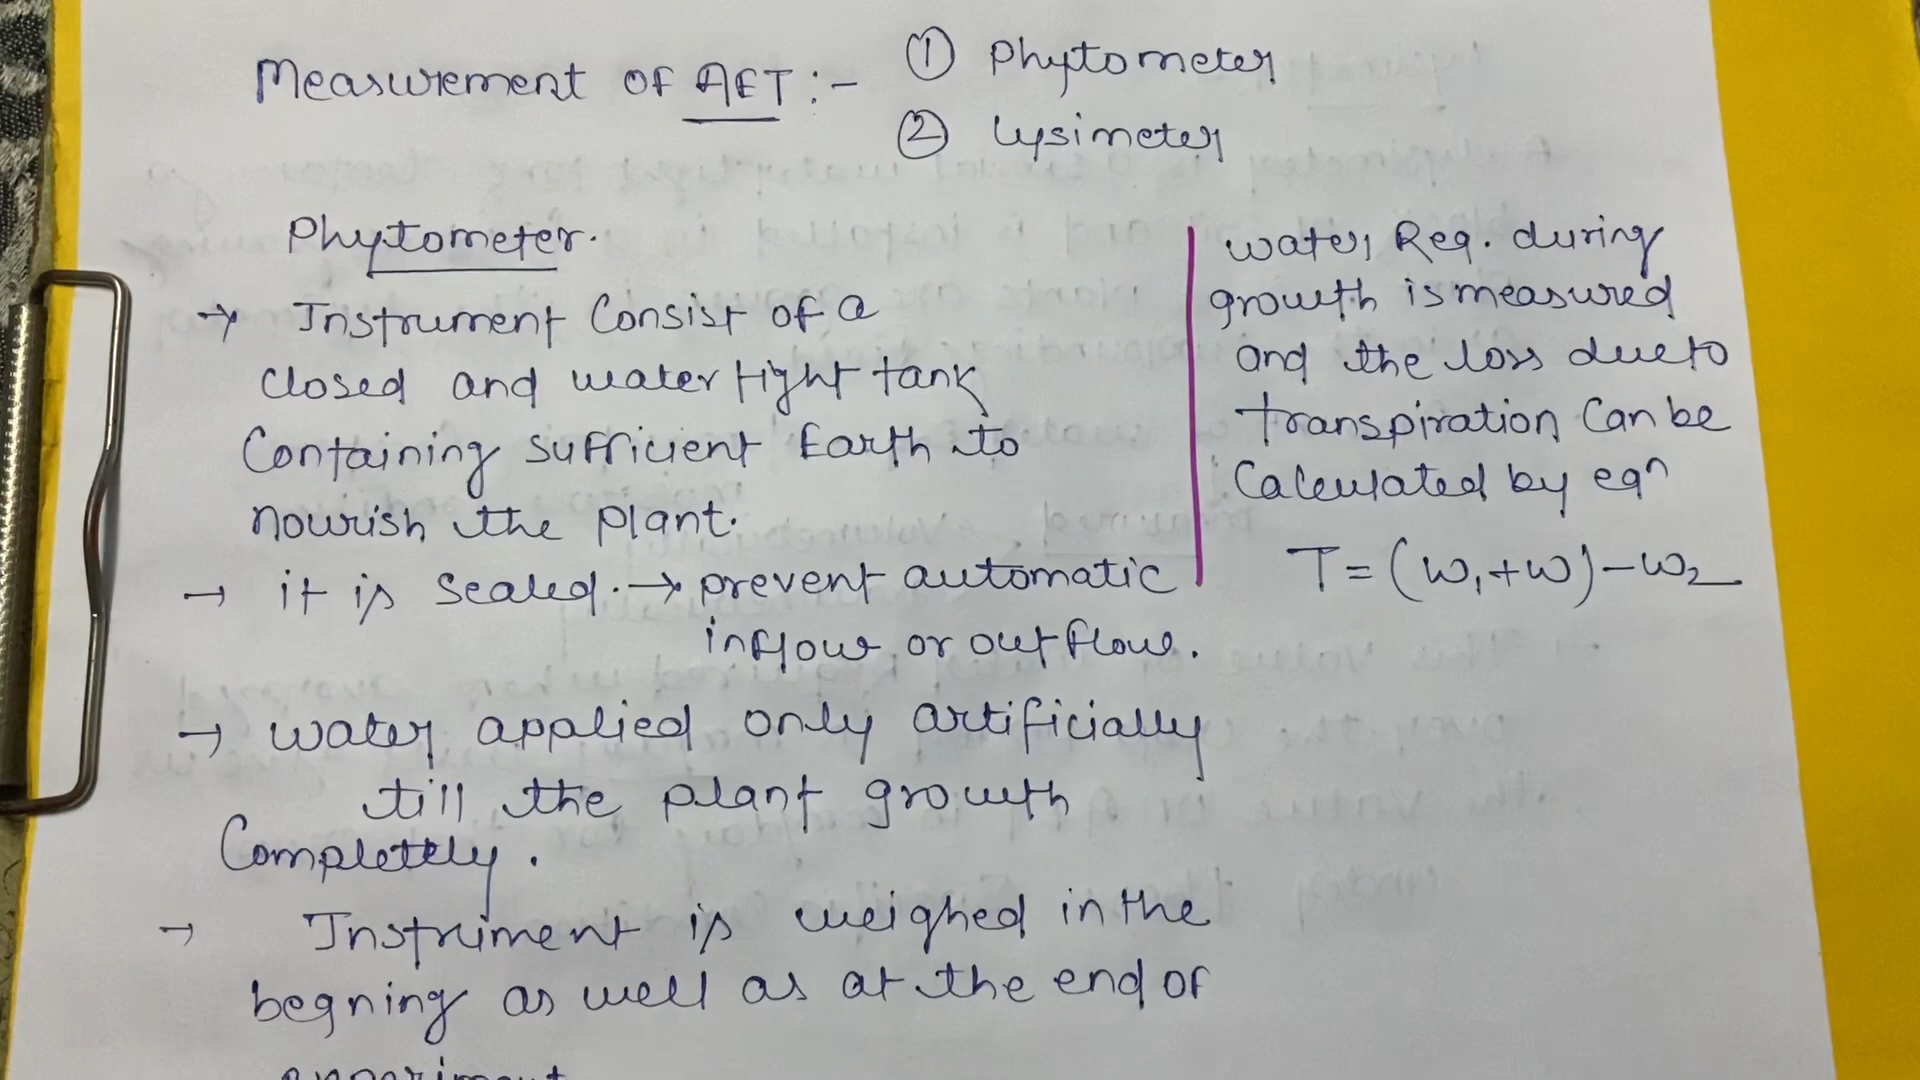 Measurement of AET :- ① Phytometer
② Lysimeter
Phytometer.
→ Instrument Consist of a
closed and water tight tank
Containing sufficient Earth to
nourish the plant.
→ it is sealed. → prevent automatic
inflow or outflow.
→ water applied only artificially
till the plant growth
Completely.
→ Instrument is weighed in the
begning as well as at the end of
experiment
water Req. during
growth is measured
and the loss due to
transpiration Can be
Calculated by eqn
T = (w₁+w) - w₂